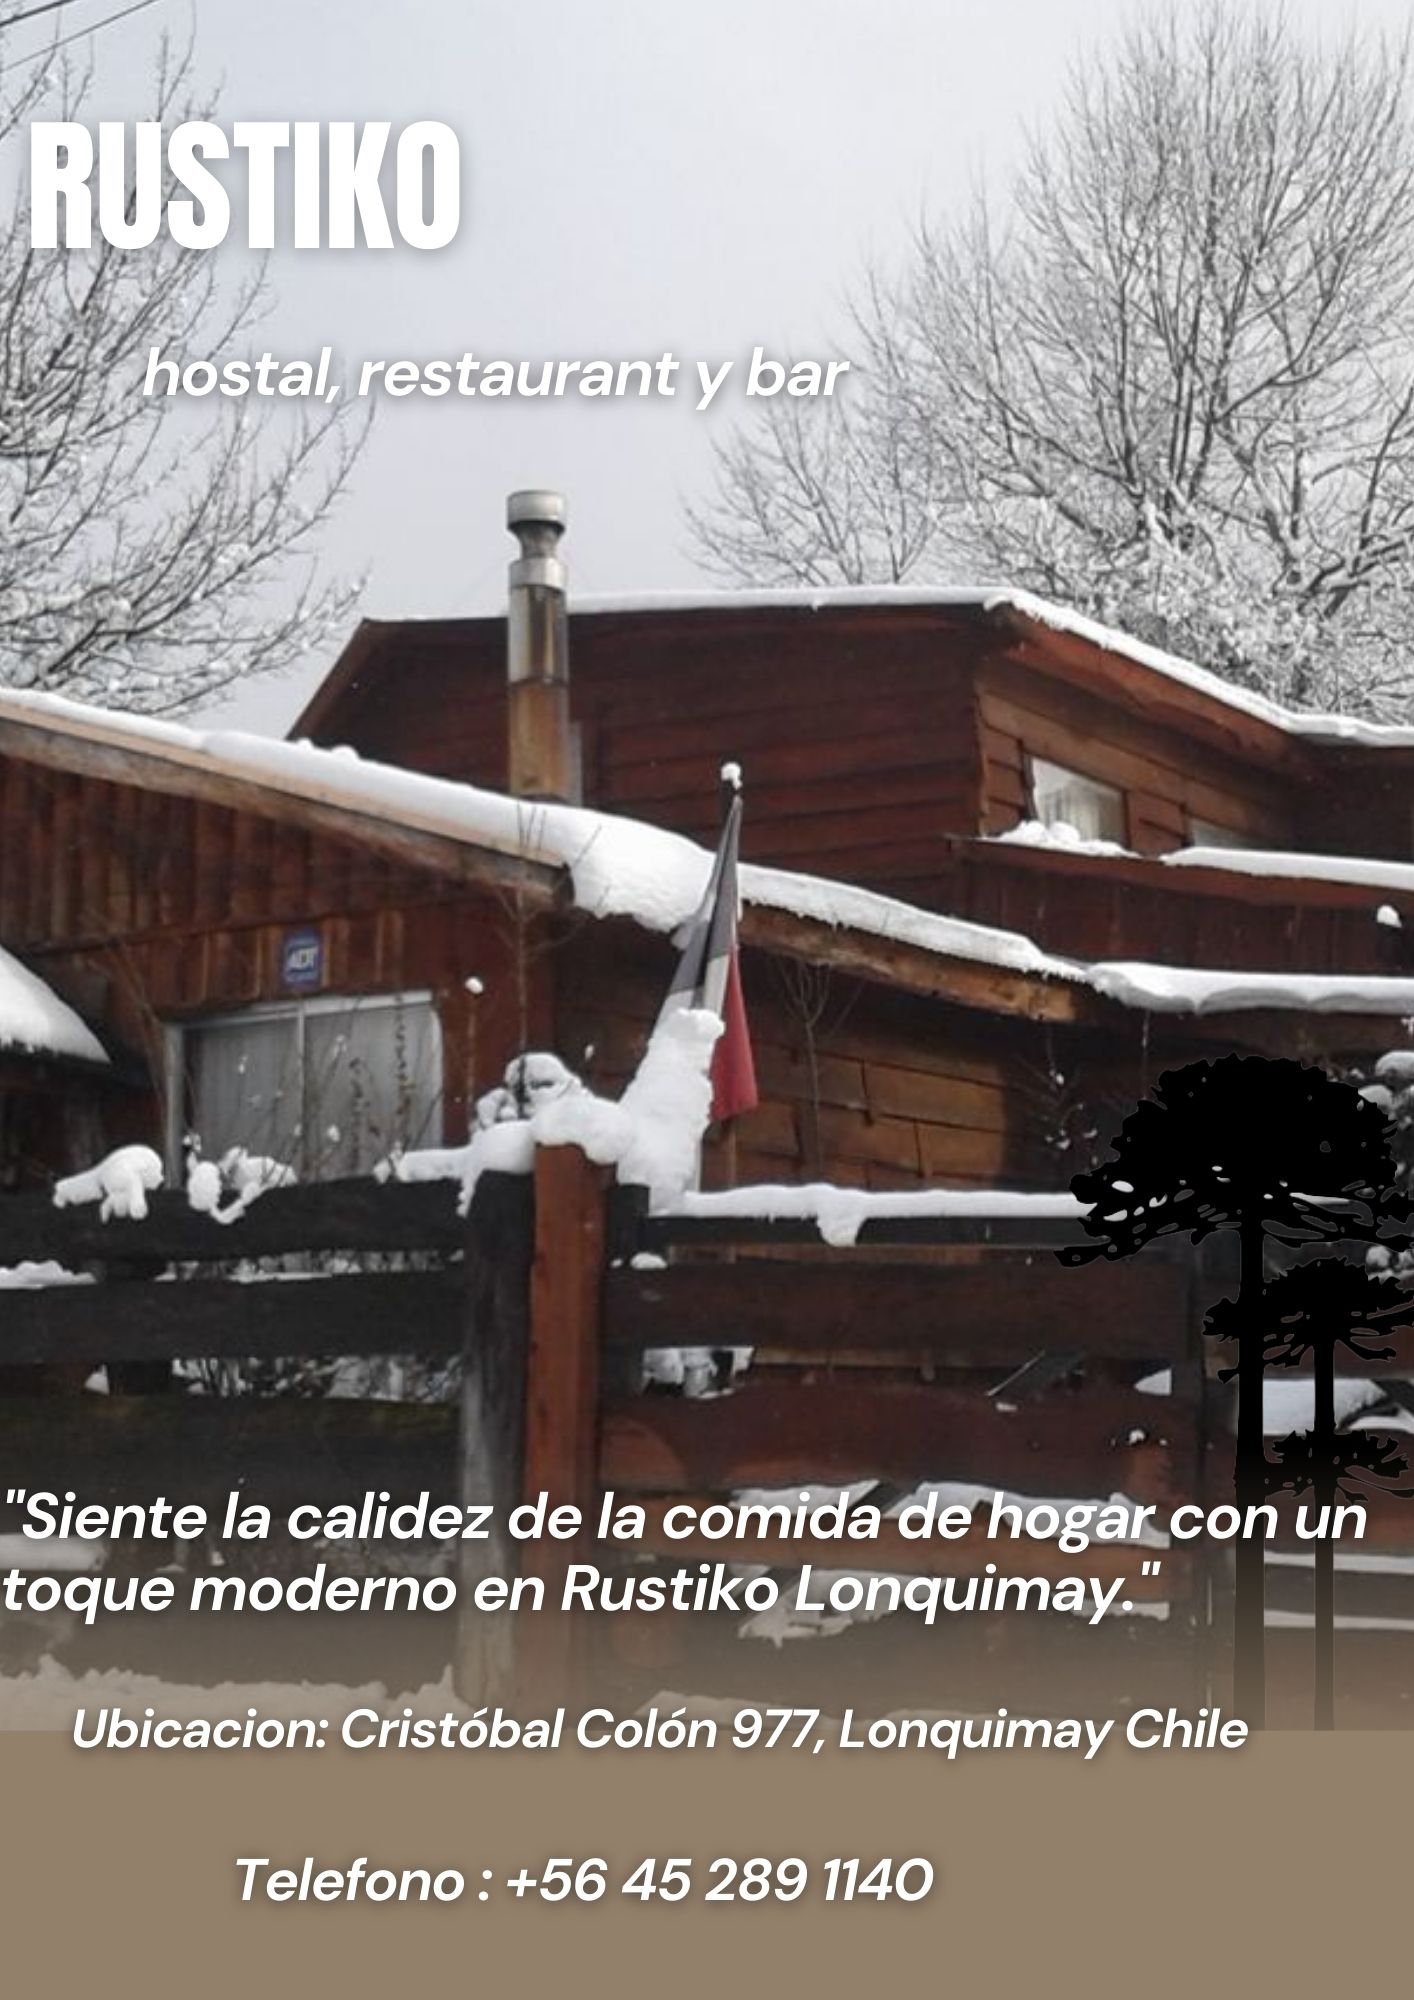 RUSTIKO
hostal, restaurant y bar
ADT
"Siente la calidez de la comida de hogar con un
toque moderno en Rustiko Lonquimay."
Ubicacion: Cristóbal Colón 977, Lonquimay Chile
Telefono : +56 45 289 1140